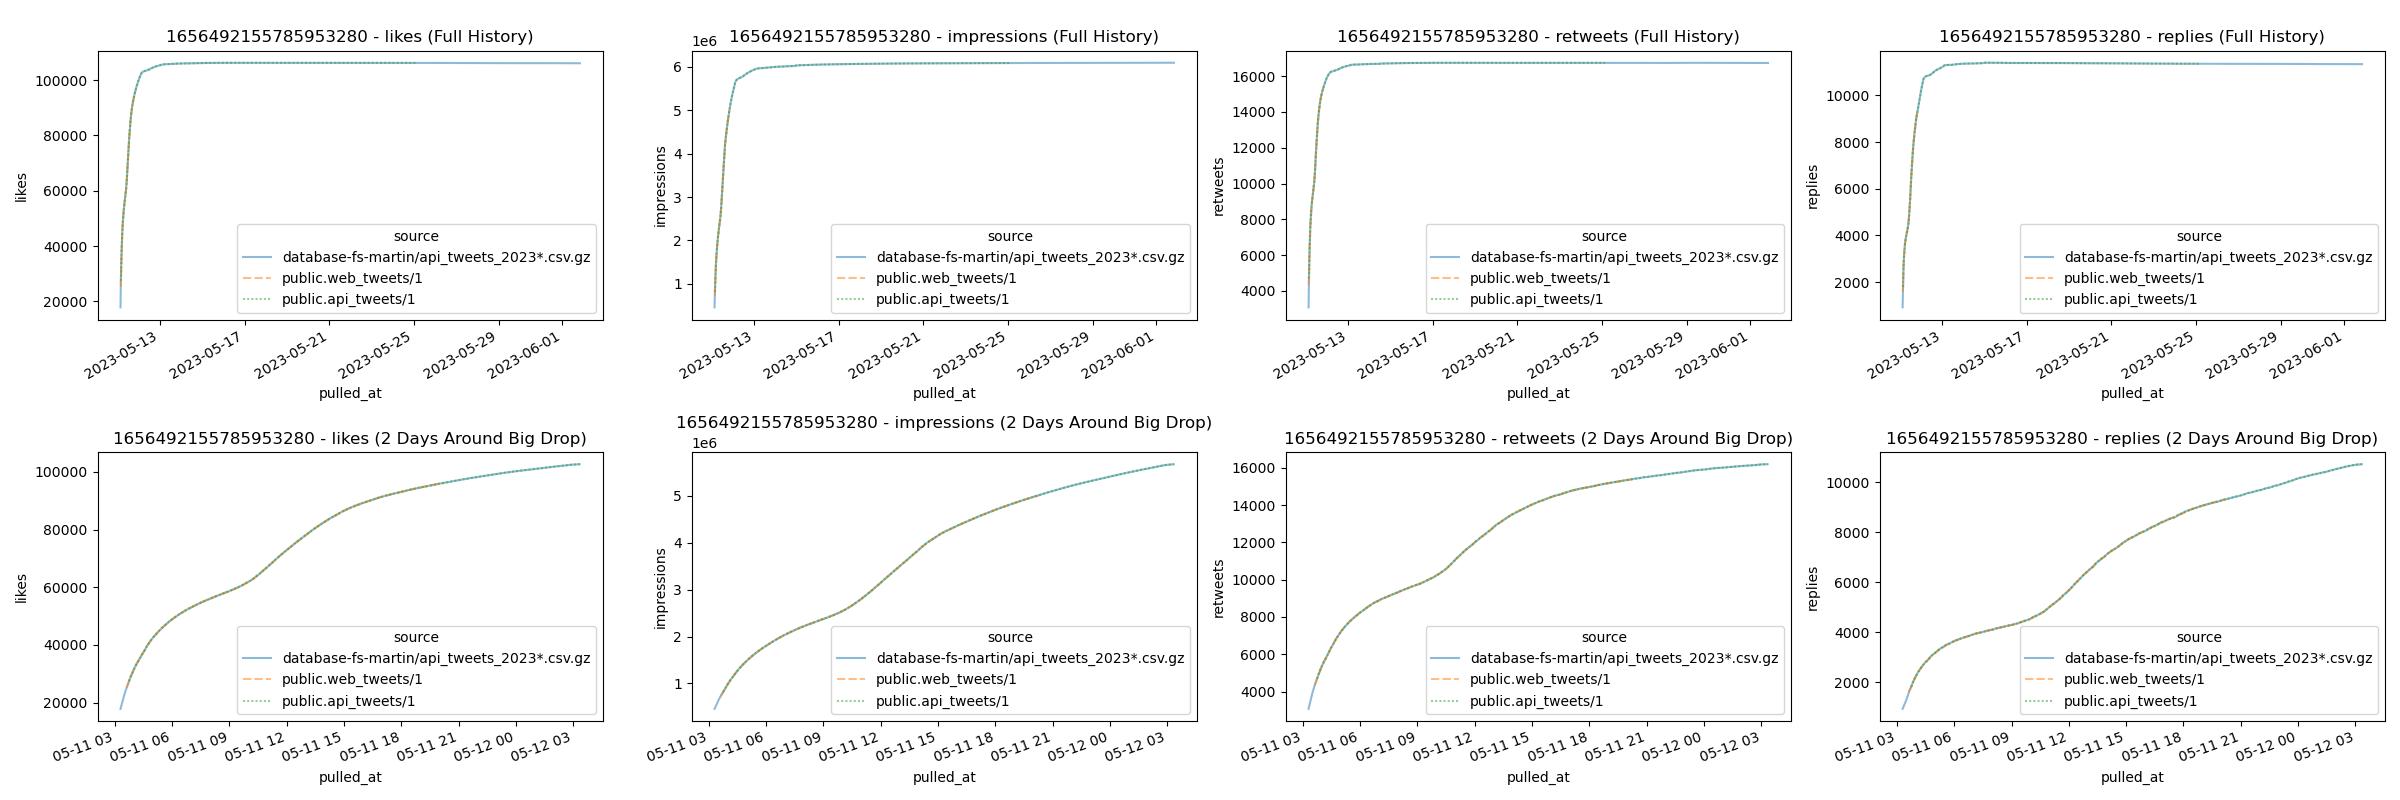 1656492155785953280 - likes (Full History)
100000
80000
60000
40000
20000
likes
source
database-fs-martin/api_tweets_2023*.csv.gz
public.web_tweets/1
public.api_tweets/1
2023-05-13
2023-05-17
2023-05-21
2023-05-25
2023-05-29
2023-06-01
pulled_at
1656492155785953280 - impressions (Full History)
1e6
6
5
4
3
2
1
impressions
source
database-fs-martin/api_tweets_2023*.csv.gz
public.web_tweets/1
public.api_tweets/1
2023-05-13
2023-05-17
2023-05-21
2023-05-25
2023-05-29
2023-06-01
pulled_at
1656492155785953280 - retweets (Full History)
16000
14000
12000
10000
8000
6000
4000
retweets
source
database-fs-martin/api_tweets_2023*.csv.gz
public.web_tweets/1
public.api_tweets/1
2023-05-13
2023-05-17
2023-05-21
2023-05-25
2023-05-29
2023-06-01
pulled_at
1656492155785953280 - replies (Full History)
10000
8000
6000
4000
2000
replies
source
database-fs-martin/api_tweets_2023*.csv.gz
public.web_tweets/1
public.api_tweets/1
2023-05-13
2023-05-17
2023-05-21
2023-05-25
2023-05-29
2023-06-01
pulled_at
1656492155785953280 - likes (2 Days Around Big Drop)
100000
80000
60000
40000
20000
likes
source
database-fs-martin/api_tweets_2023*.csv.gz
public.web_tweets/1
public.api_tweets/1
05-11 03
05-11 06
05-11 09
05-11 12
05-11 15
05-11 18
05-11 21
05-12 00
05-12 03
pulled_at
1656492155785953280 - impressions (2 Days Around Big Drop)
1e6
5
4
3
2
1
impressions
source
database-fs-martin/api_tweets_2023*.csv.gz
public.web_tweets/1
public.api_tweets/1
05-11 03
05-11 06
05-11 09
05-11 12
05-11 15
05-11 18
05-11 21
05-12 00
05-12 03
pulled_at
1656492155785953280 - retweets (2 Days Around Big Drop)
16000
14000
12000
10000
8000
6000
4000
retweets
source
database-fs-martin/api_tweets_2023*.csv.gz
public.web_tweets/1
public.api_tweets/1
05-11 03
05-11 06
05-11 09
05-11 12
05-11 15
05-11 18
05-11 21
05-12 00
05-12 03
pulled_at
1656492155785953280 - replies (2 Days Around Big Drop)
10000
8000
6000
4000
2000
replies
source
database-fs-martin/api_tweets_2023*.csv.gz
public.web_tweets/1
public.api_tweets/1
05-11 03
05-11 06
05-11 09
05-11 12
05-11 15
05-11 18
05-11 21
05-12 00
05-12 03
pulled_at